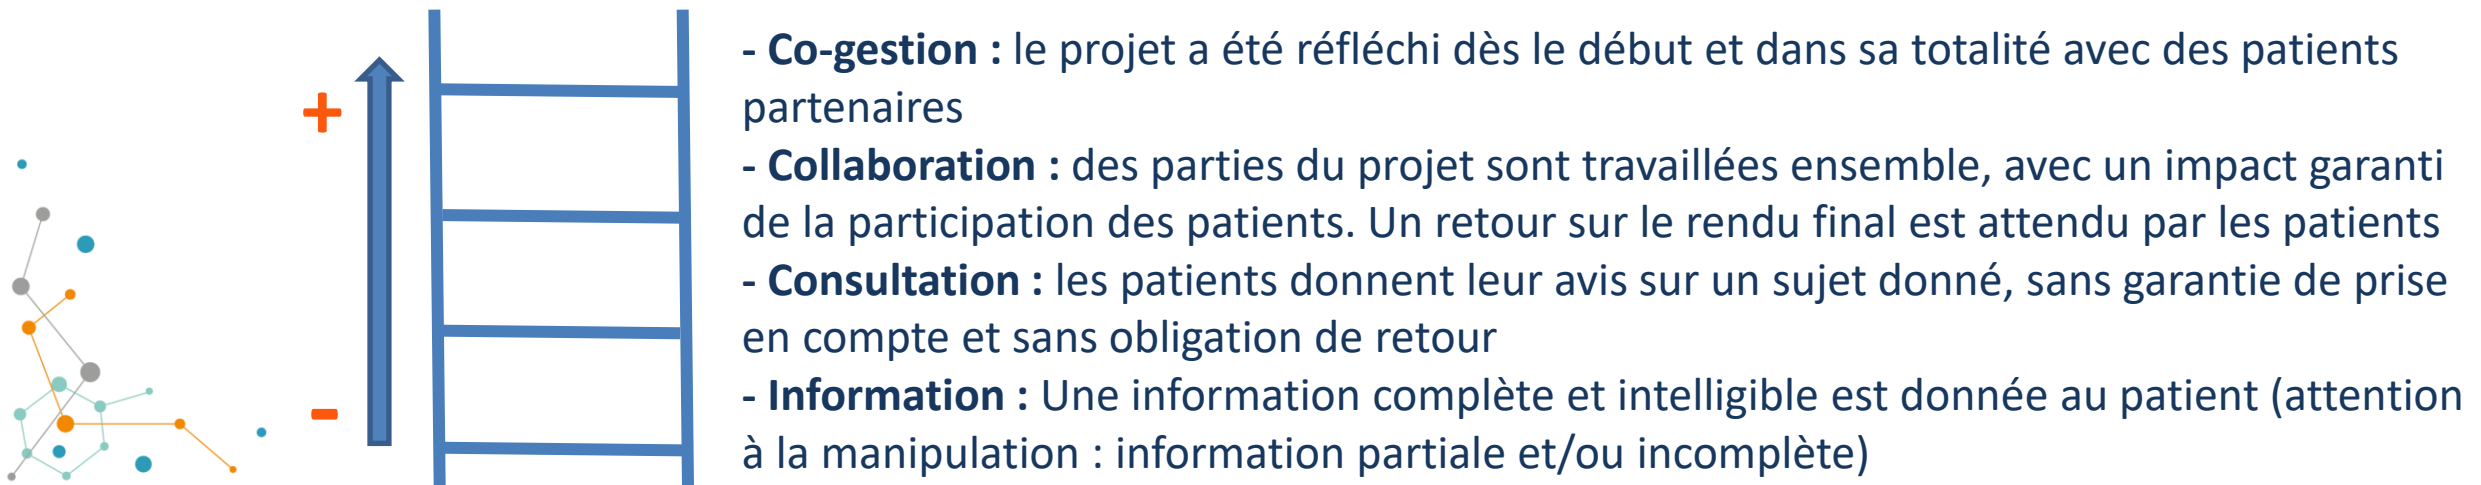 - Co-gestion : le projet a été réfléchi dès le début et dans sa totalité avec des patients
partenaires
- Collaboration : des parties du projet sont travaillées ensemble, avec un impact garanti
de la participation des patients. Un retour sur le rendu final est attendu par les patients
- Consultation : les patients donnent leur avis sur un sujet donné, sans garantie de prise
en compte et sans obligation de retour
- Information : Une information complète et intelligible est donnée au patient (attention
à la manipulation : information partiale et/ou incomplète)
+
-